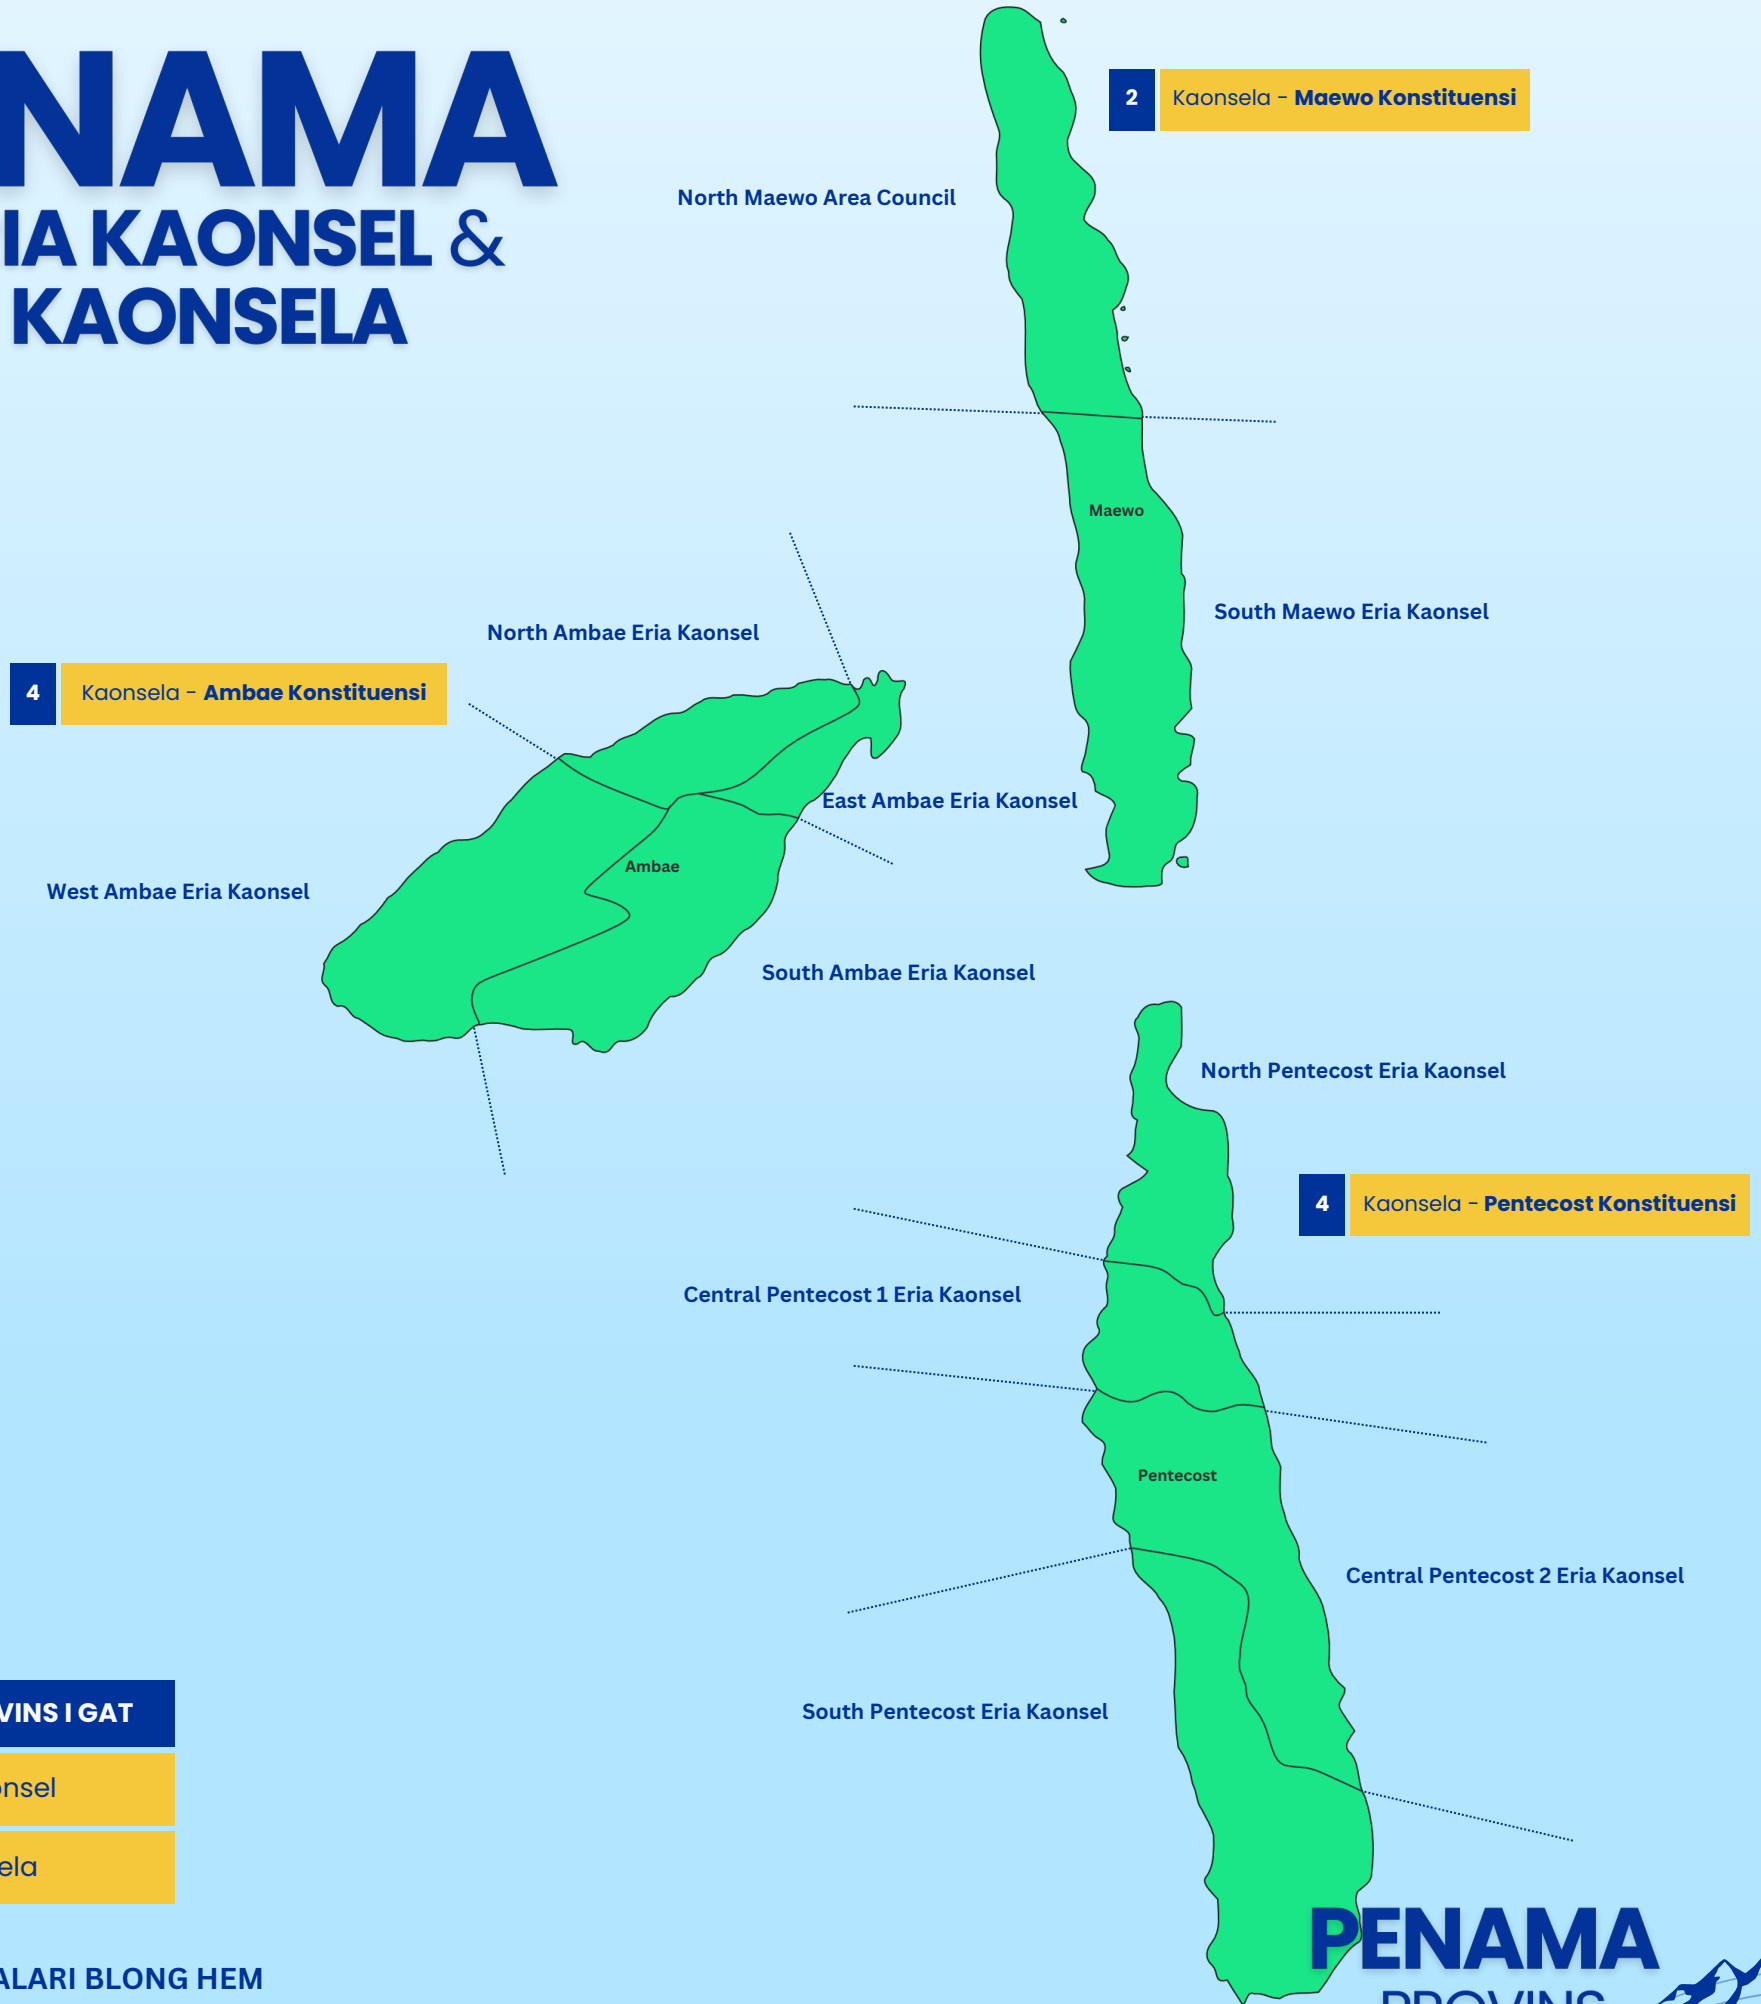 NAMA
IA KAONSEL &
KAONSELA
2 Kaonsela - Maewo Konstituensi
North Maewo Area Council
Maewo
South Maewo Eria Kaonsel
North Ambae Eria Kaonsel
4 Kaonsela - Ambae Konstituensi
East Ambae Eria Kaonsel
Ambae
West Ambae Eria Kaonsel
South Ambae Eria Kaonsel
North Pentecost Eria Kaonsel
4 Kaonsela - Pentecost Konstituensi
Central Pentecost 1 Eria Kaonsel
Pentecost
Central Pentecost 2 Eria Kaonsel
South Pentecost Eria Kaonsel
VINS I GAT
onsel
ela
ALARI BLONG HEM
PENAMA
PROVINS